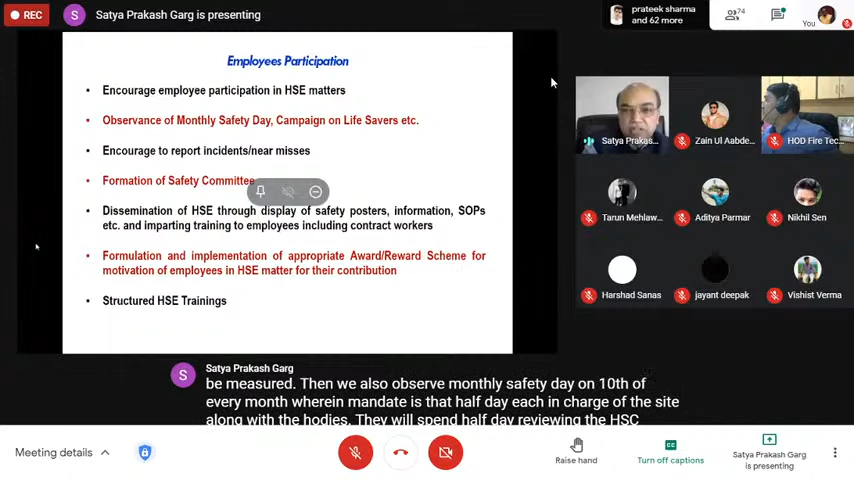 REC
S
Satya Prakash Garg is presenting
prateek sharma
and 62 more
74
You
Employees Participation
• Encourage employee participation in HSE matters
• Observance of Monthly Safety Day, Campaign on Life Savers etc.
• Encourage to report incidents/near misses
• Formation of Safety Committee
• Dissemination of HSE through display of safety posters, information, SOPs
etc. and imparting training to employees including contract workers
• Formulation and implementation of appropriate Award/Reward Scheme for
motivation of employees in HSE matter for their contribution
• Structured HSE Trainings
Satya Prakas...
Zain Ul Aabde...
HOD Fire Tec...
Tarun Mehlaw...
Aditya Parmar
Nikhil Sen
Harshad Sanas
jayant deepak
Vishist Verma
S
Satya Prakash Garg
be measured. Then we also observe monthly safety day on 10th of
every month wherein mandate is that half day each in charge of the site
along with the hodies. They will spend half day reviewing the HSC
Meeting details
Raise hand
Turn off captions
Satya Prakash Garg
is presenting